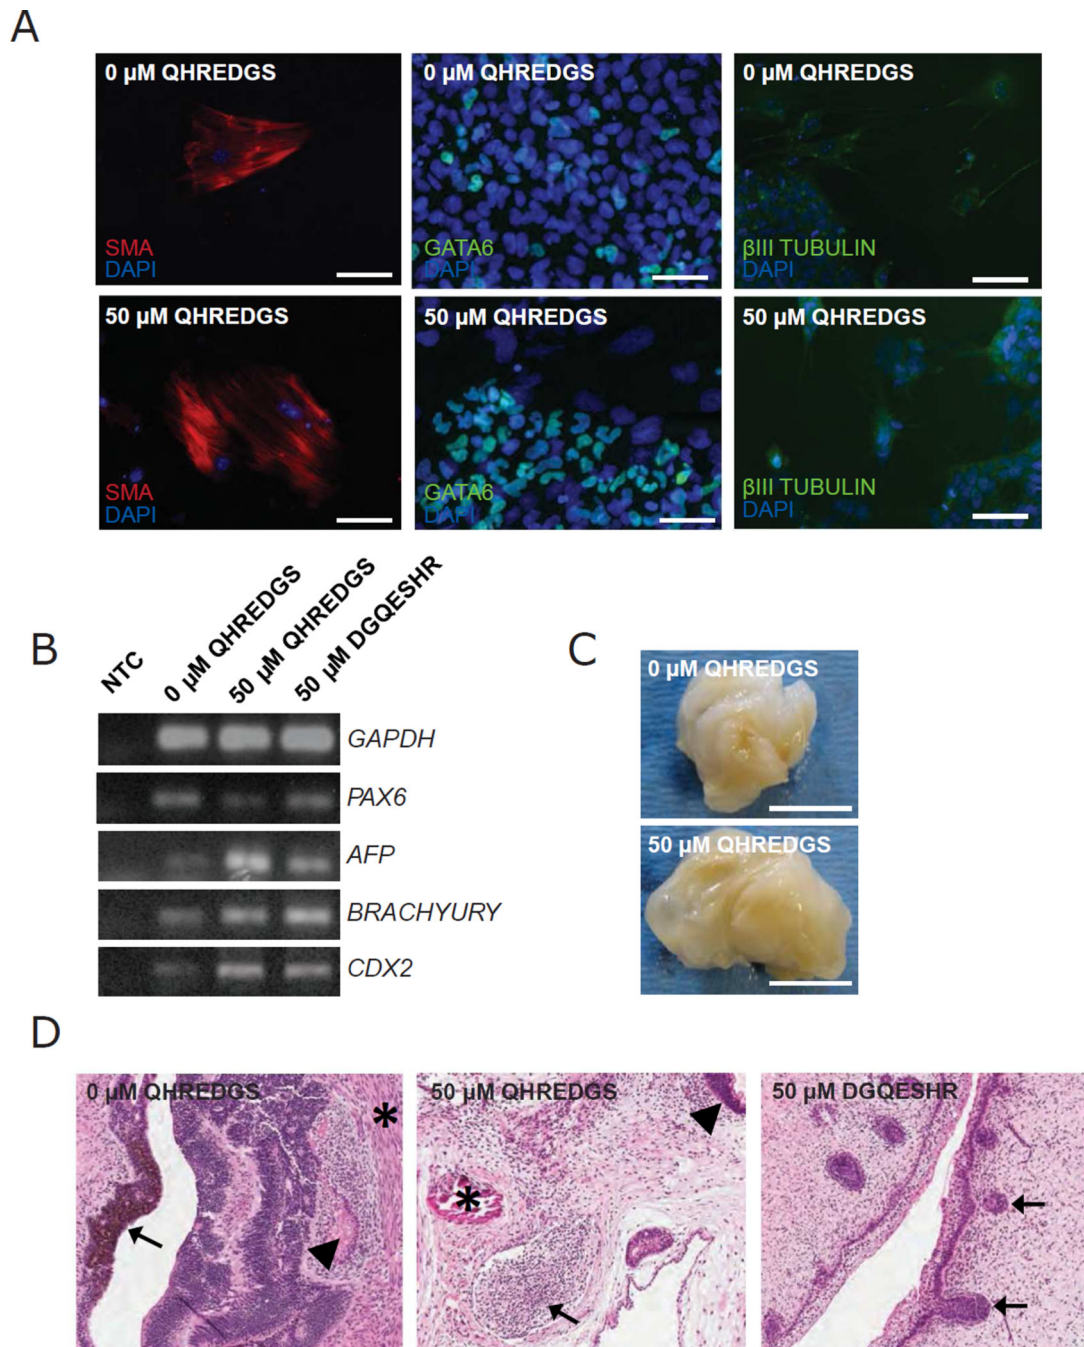 A
0 µM QHREDGS
0 µM QHREDGS
0 µM QHREDGS
SMA
DAPI
GATA6
DAPI
βIII TUBULIN
DAPI
50 µM QHREDGS
50 µM QHREDGS
50 µM QHREDGS
SMA
DAPI
GATA6
DAPI
βIII TUBULIN
DAPI
B
NTC
0 µM QHREDGS
50 µM QHREDGS
50 µM DGQESHR
GAPDH
PAX6
AFP
BRACHYURY
CDX2
C
0 µM QHREDGS
50 µM QHREDGS
D
0 µM QHREDGS
50 µM QHREDGS
50 µM DGQESHR
*
*